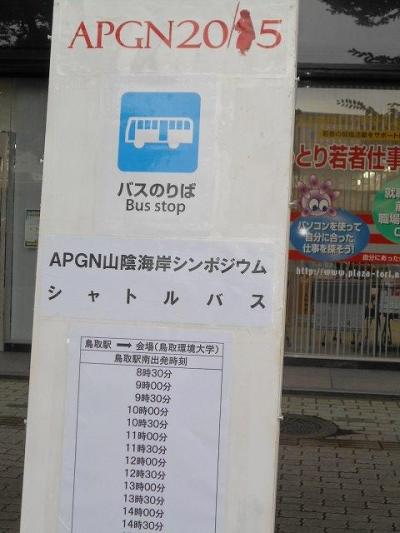 APGN2015
バスのりば
Bus stop
APGN山陰海岸シンポジウム
シャトルバス
鳥取駅 → 会場(鳥取環境大学)
鳥取駅南出発時刻
8時30分
9時00分
9時30分
10時00分
10時30分
11時00分
11時30分
12時00分
12時30分
13時00分
13時30分
14時00分
14時30分
とり若者仕事
パソコンを使って
自分に合った
仕事を探そう!